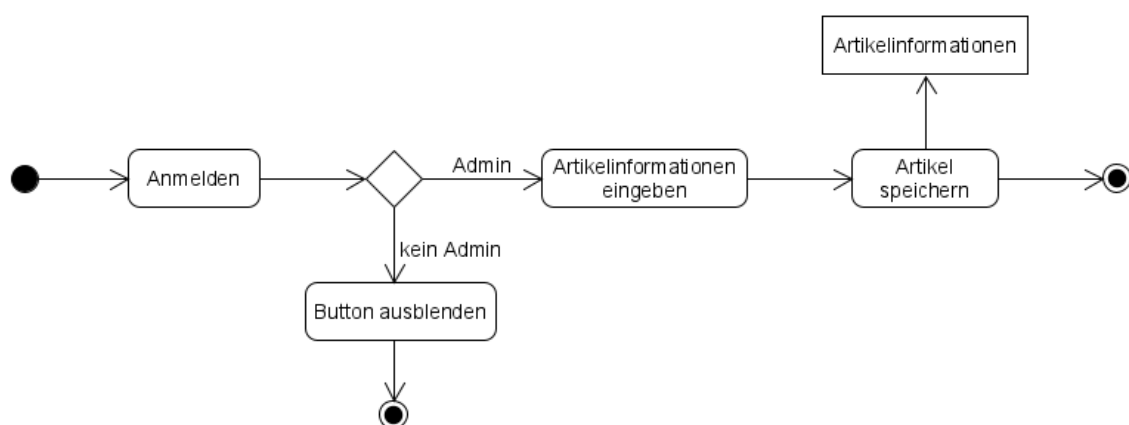 Artikelinformationen
Anmelden
Admin
Artikelinformationen
eingeben
Artikel
speichern
kein Admin
Button ausblenden